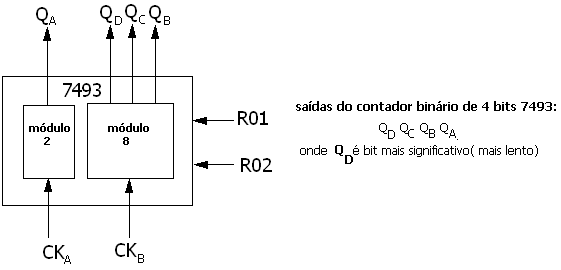 QA QD QC QB
7493
módulo 2
módulo 8
R01
R02
CKA
CKB
saídas do contador binário de 4 bits 7493:
QD QC QB QA.
onde QD é bit mais significativo( mais lento)